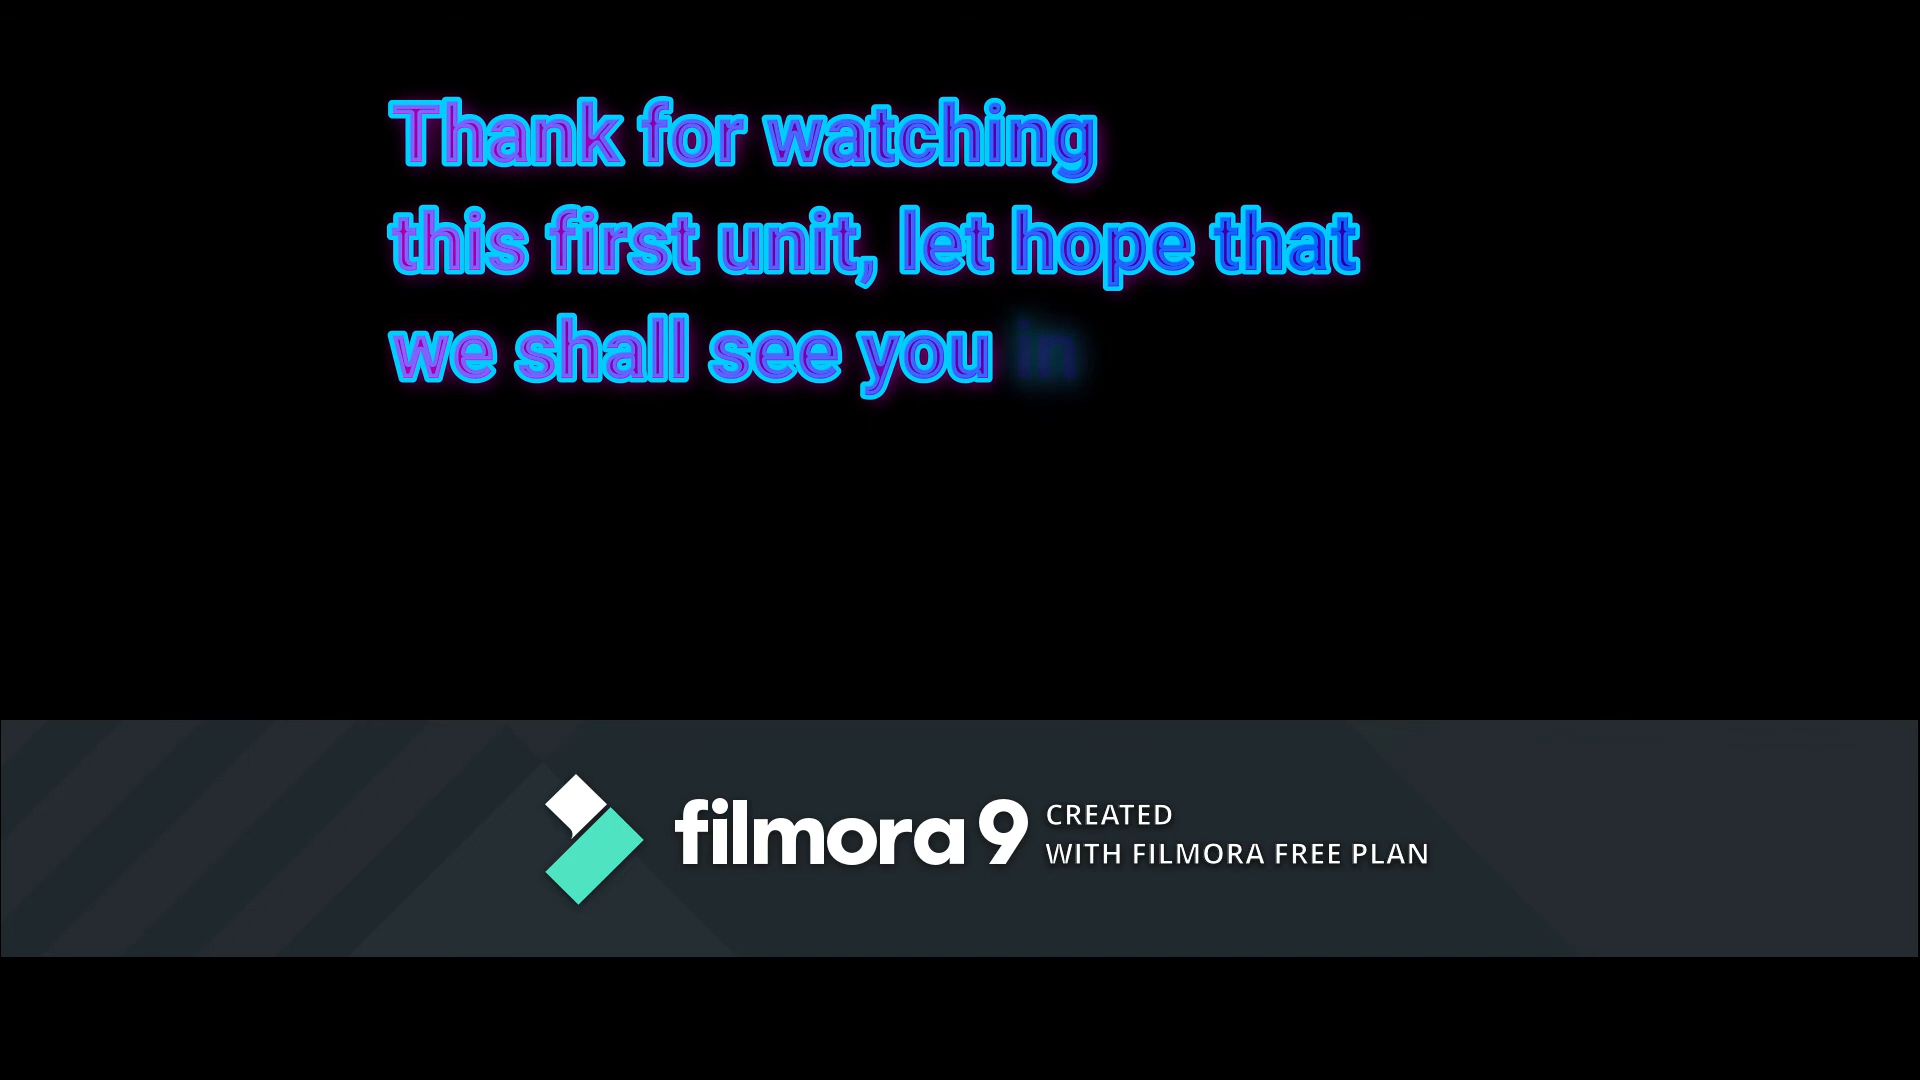 Thank for watching
this first unit, let hope that
we shall see you in
filmora 9
CREATED
WITH FILMORA FREE PLAN